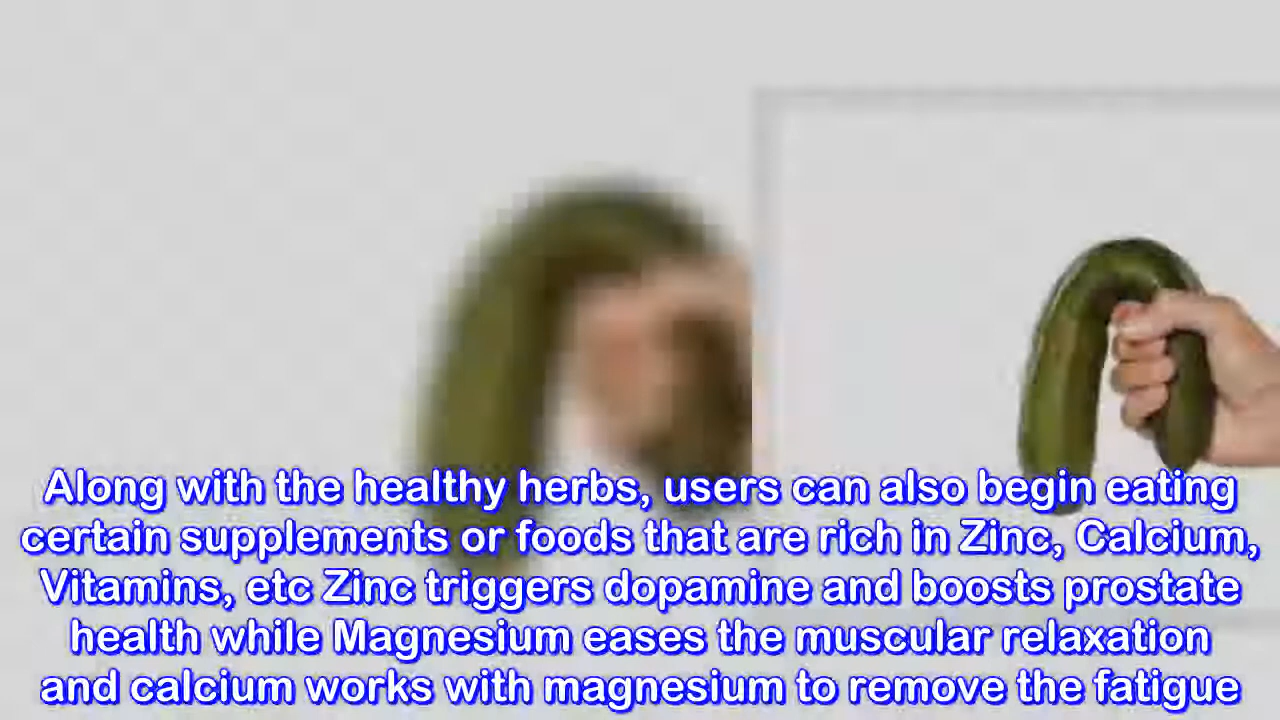 Along with the healthy herbs, users can also begin eating
certain supplements or foods that are rich in Zinc, Calcium,
Vitamins, etc Zinc triggers dopamine and boosts prostate
health while Magnesium eases the muscular relaxation
and calcium works with magnesium to remove the fatigue